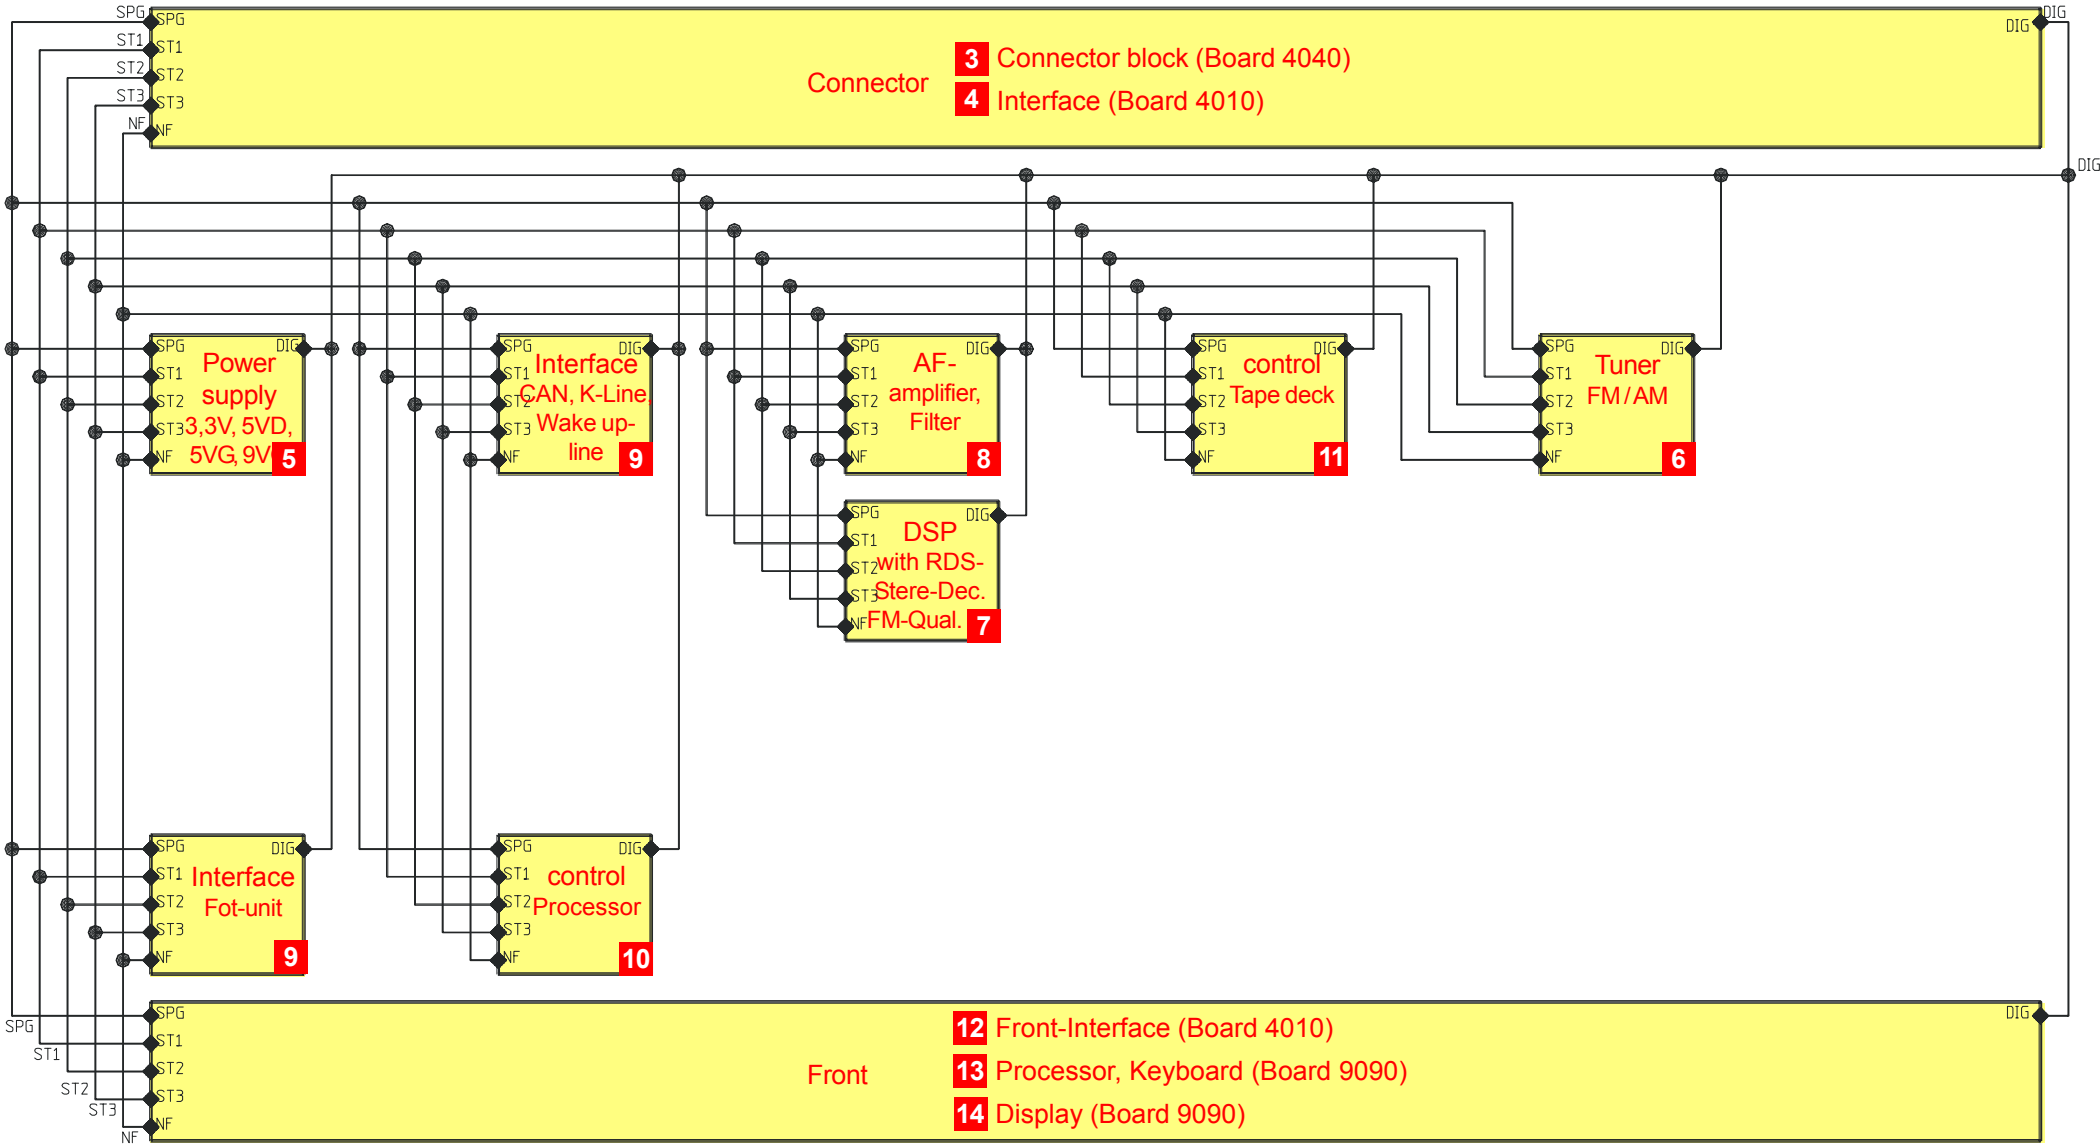 SPG
SPG
DIG
DIG
ST1
ST1
ST2
ST2
ST3
ST3
NF
NF
Connector
3 Connector block (Board 4040)
4 Interface (Board 4010)
DIG
SPG
DIG
ST1
ST2
ST3
NF
Power
supply
3,3V, 5VD,
5VG, 9V
5
SPG
DIG
ST1
ST2
ST3
NF
Interface
CAN, K-Line,
Wake up-
line
9
SPG
DIG
ST1
ST2
ST3
NF
AF-
amplifier,
Filter
8
SPG
DIG
ST1
ST2
ST3
NF
control
Tape deck
11
SPG
DIG
ST1
ST2
ST3
NF
Tuner
FM / AM
6
SPG
DIG
ST1
ST2
ST3
NF
DSP
with RDS-
Stere-Dec.
FM-Qual.
7
SPG
DIG
ST1
ST2
ST3
NF
Interface
Fot-unit
9
SPG
DIG
ST1
ST2
ST3
NF
control
Processor
10
SPG
SPG
DIG
ST1
ST1
ST2
ST2
ST3
ST3
NF
NF
Front
12 Front-Interface (Board 4010)
13 Processor, Keyboard (Board 9090)
14 Display (Board 9090)